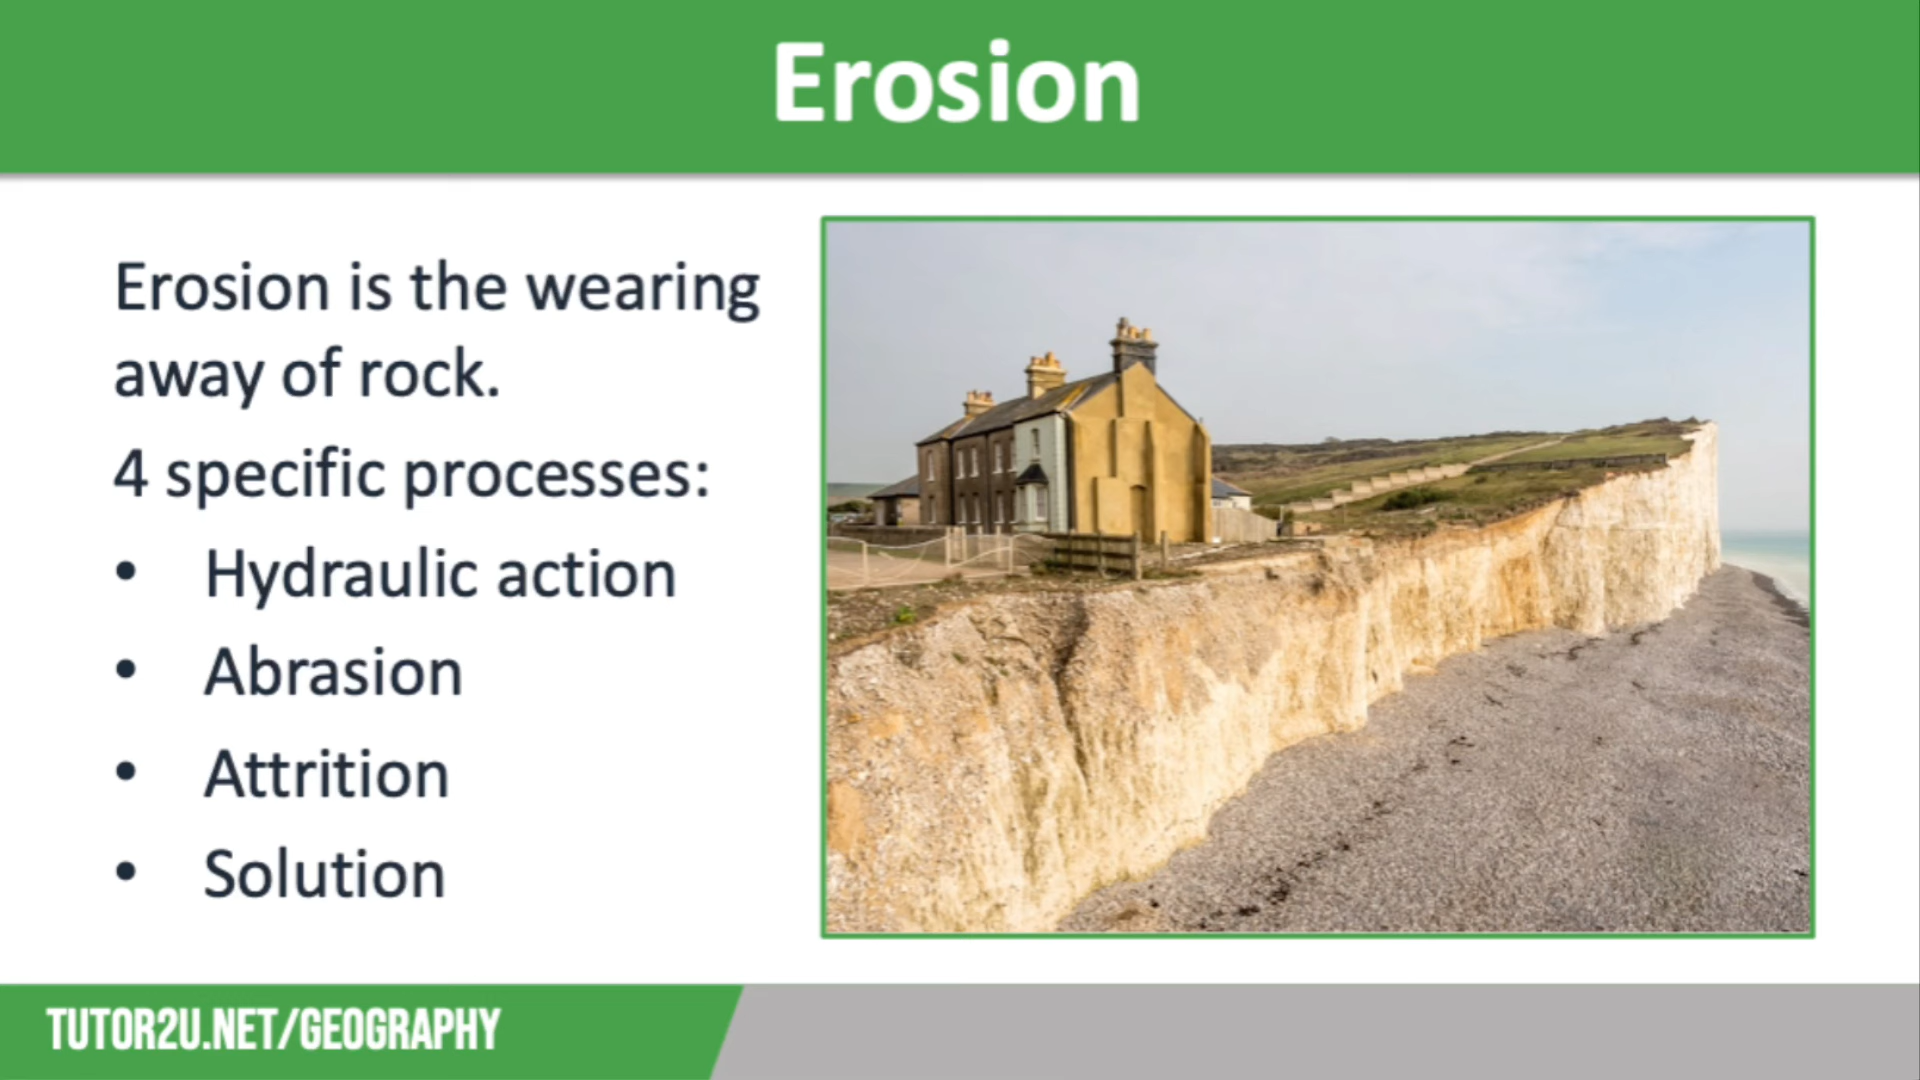 Erosion
Erosion is the wearing
away of rock.
4 specific processes:
• Hydraulic action
• Abrasion
• Attrition
• Solution
TUTOR2U.NET/GEOGRAPHY